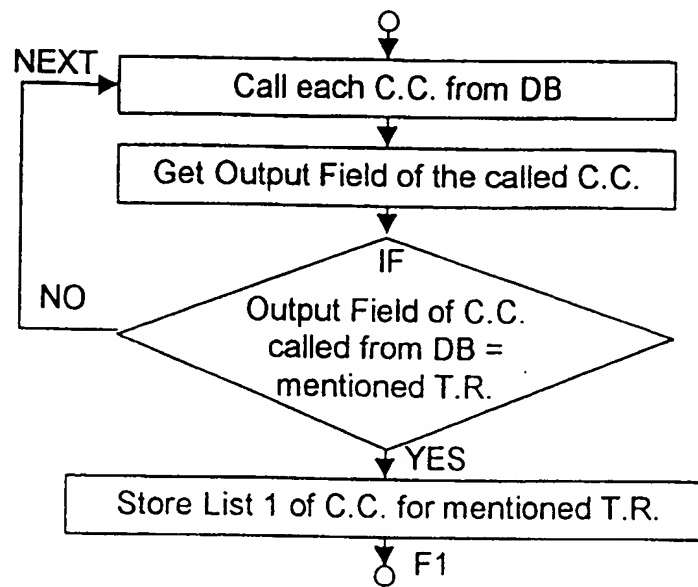 NEXT
Call each C.C. from DB
Get Output Field of the called C.C.
IF
NO
Output Field of C.C.
called from DB =
mentioned T.R.
YES
Store List 1 of C.C. for mentioned T.R.
F1